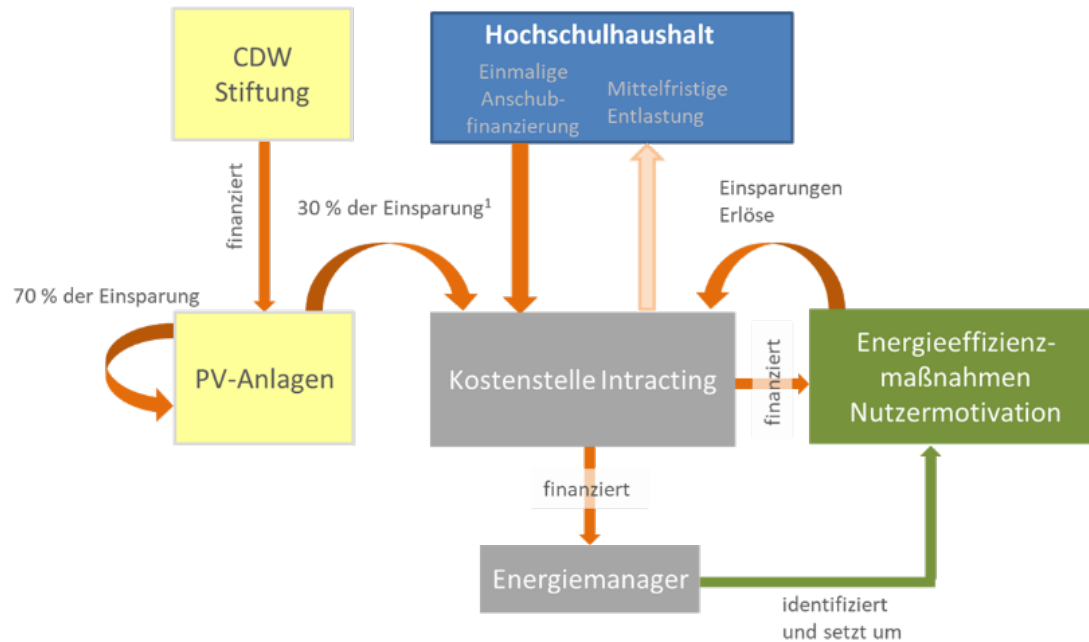 CDW
Stiftung
Hochschulhaushalt
Einmalige
Anschub-
finanzierung
Mittelfristige
Entlastung
finanziert
30 % der Einsparung¹
Einsparungen
Erlöse
70 % der Einsparung
PV-Anlagen
Kostenstelle Intracting
finanziert
Energieeffizienz-
maßnahmen
Nutzermotivation
finanziert
Energiemanager
identifiziert
und setzt um